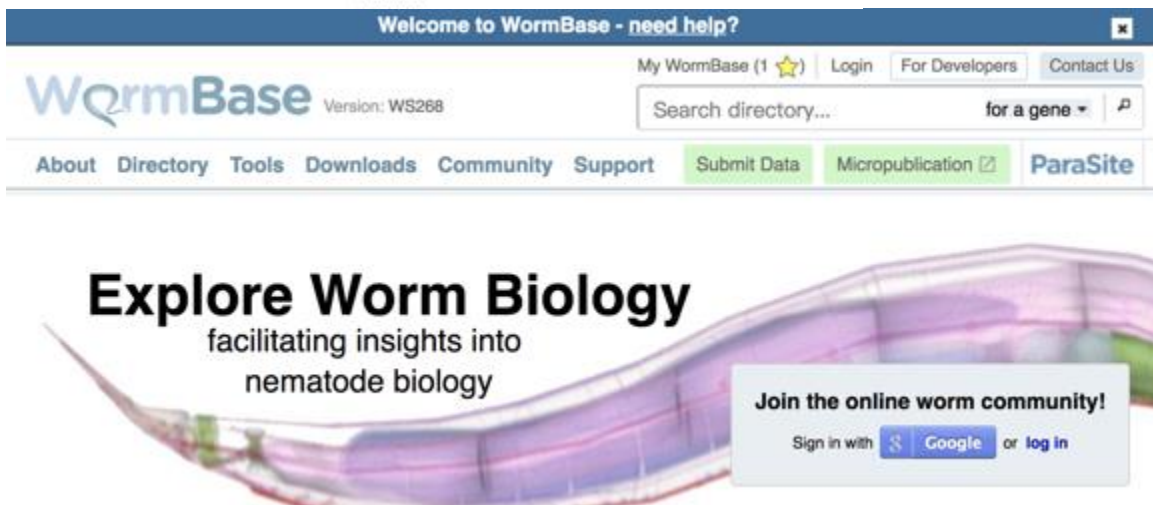 Welcome to WormBase - need help?
My WormBase (1 ) Login For Developers Contact Us
WormBase Version: WS268
Search directory... for a gene
About Directory Tools Downloads Community Support Submit Data Micropublication ParaSite
Explore Worm Biology
facilitating insights into
nematode biology
Join the online worm community!
Sign in with 8 Google or log in